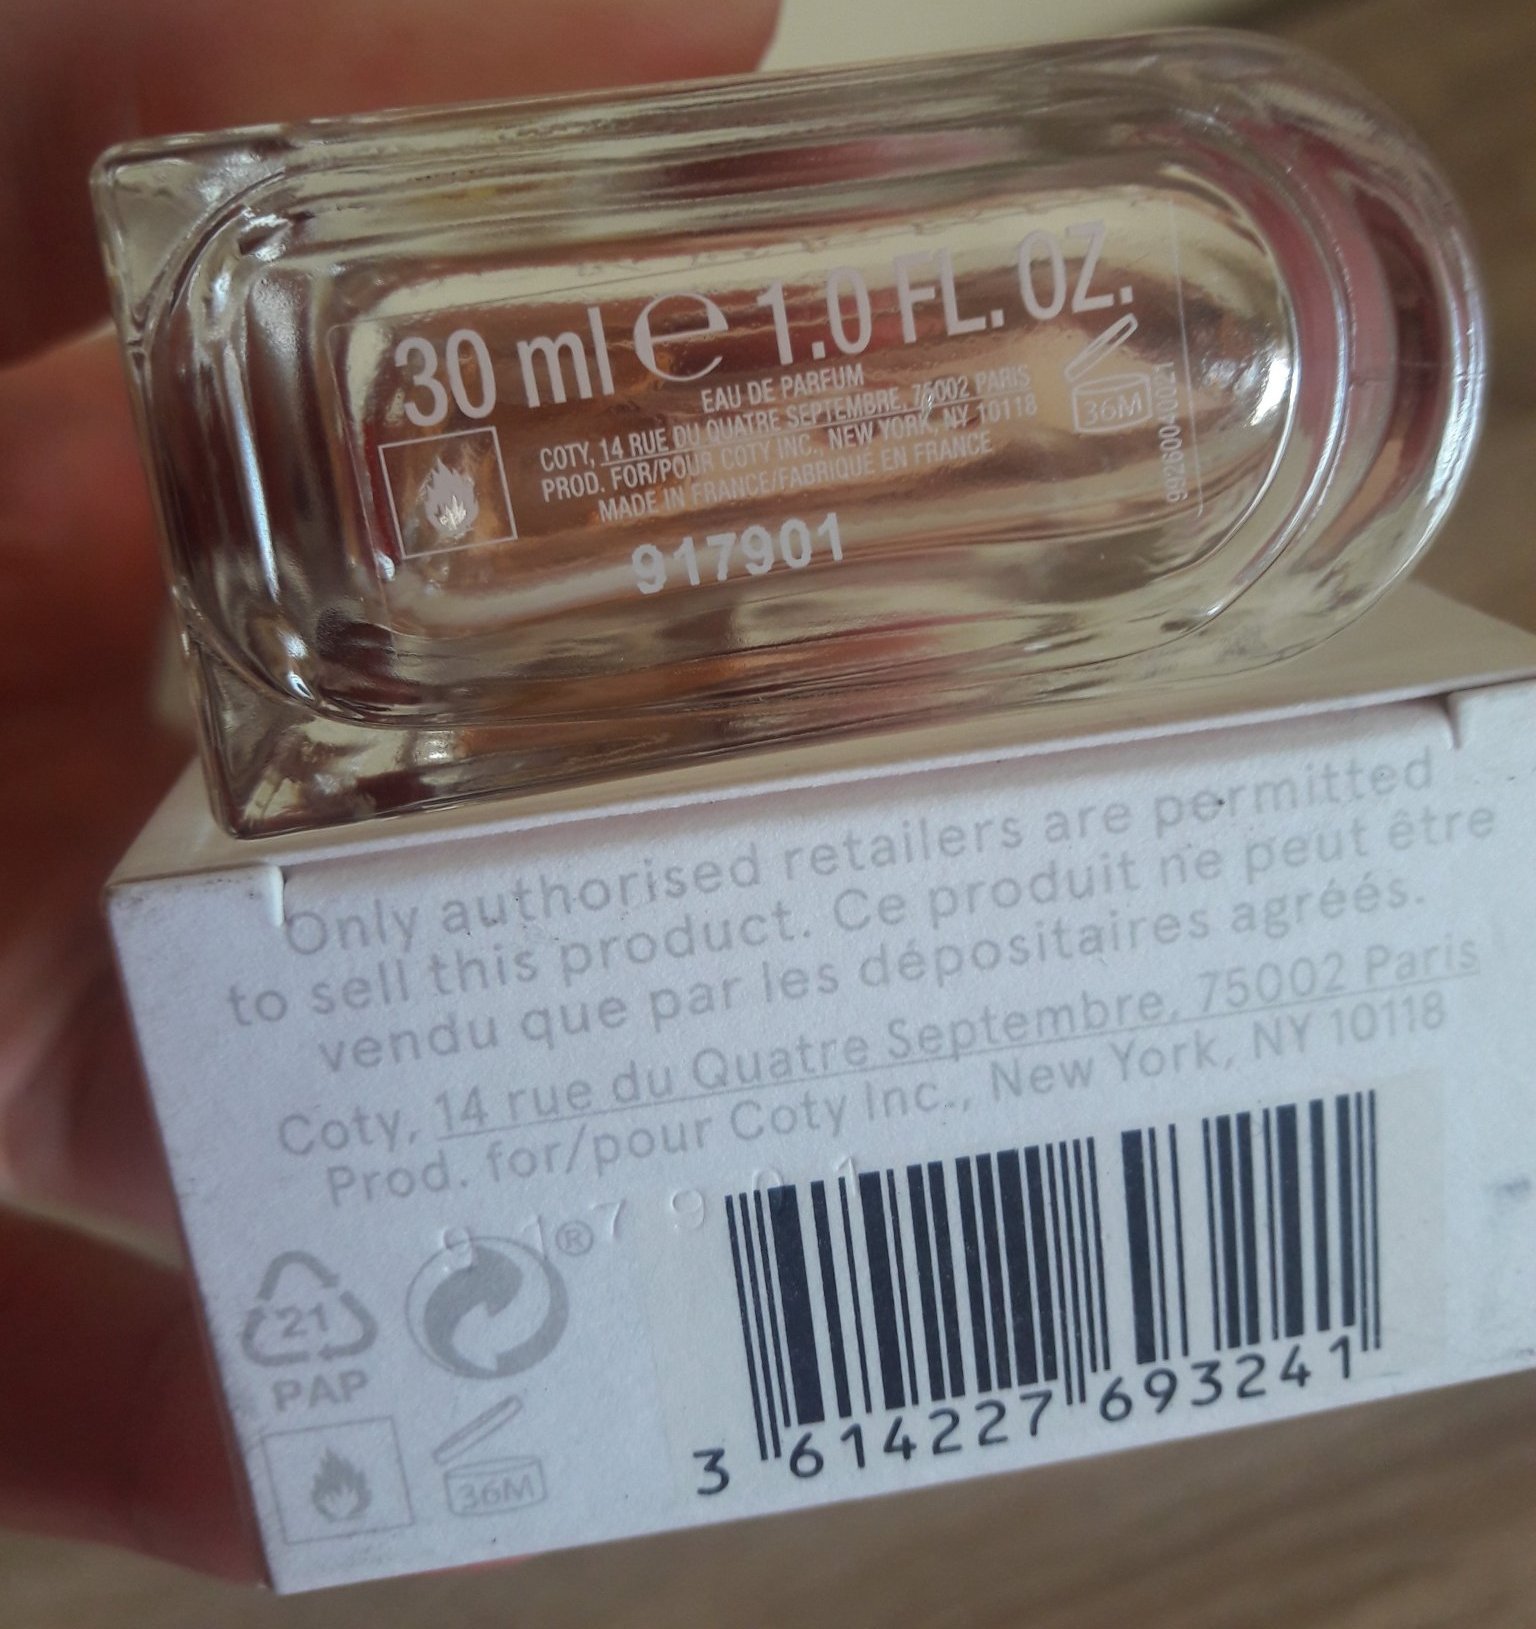 30 ml e 1.0 FL. OZ.
EAU DE PARFUM
COTY, 14 RUE DU QUATRE SEPTEMBRE, 75002 PARIS
PROD. FOR/POUR COTY INC., NEW YORK, NY 10118
MADE IN FRANCE/FABRIQUÉ EN FRANCE
36M
917901
Only authorised retailers are permitted
to sell this product. Ce produit ne peut être
vendu que par les dépositaires agréés.
Coty, 14 rue du Quatre Septembre, 75002 Paris
Prod. for/pour Coty Inc., New York, NY 10118
917901
®
21
PAP
36M
3 614227 693241